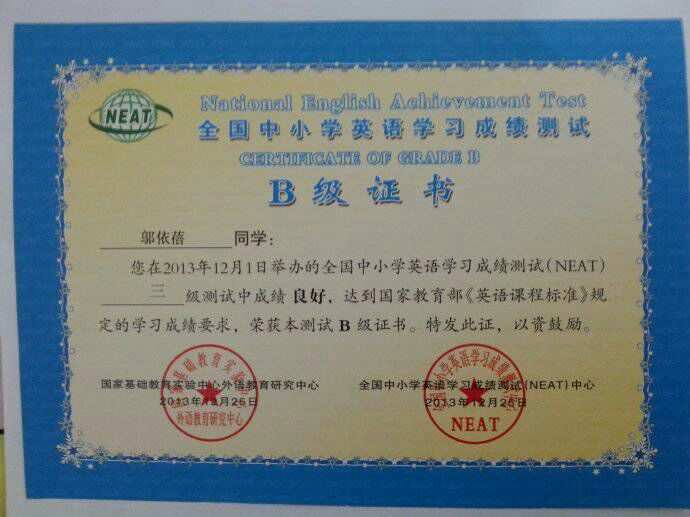 NEAT
National English Achievement Test
全国中小学英语学习成绩测试
CERTIFICATE OF GRADE B
B级证书
邬依蓓 同学：
您在2013年12月1日举办的全国中小学英语学习成绩测试(NEAT)
三 级测试中成绩 良好，达到国家教育部《英语课程标准》规
定的学习成绩要求，荣获本测试 B 级证书。特发此证，以资鼓励。
国家基础教育实验中心外语教育研究中心
2013年12月25日
外语教育研究中心
全国中小学英语学习成绩测试(NEAT)中心
2013年12月25日
NEAT